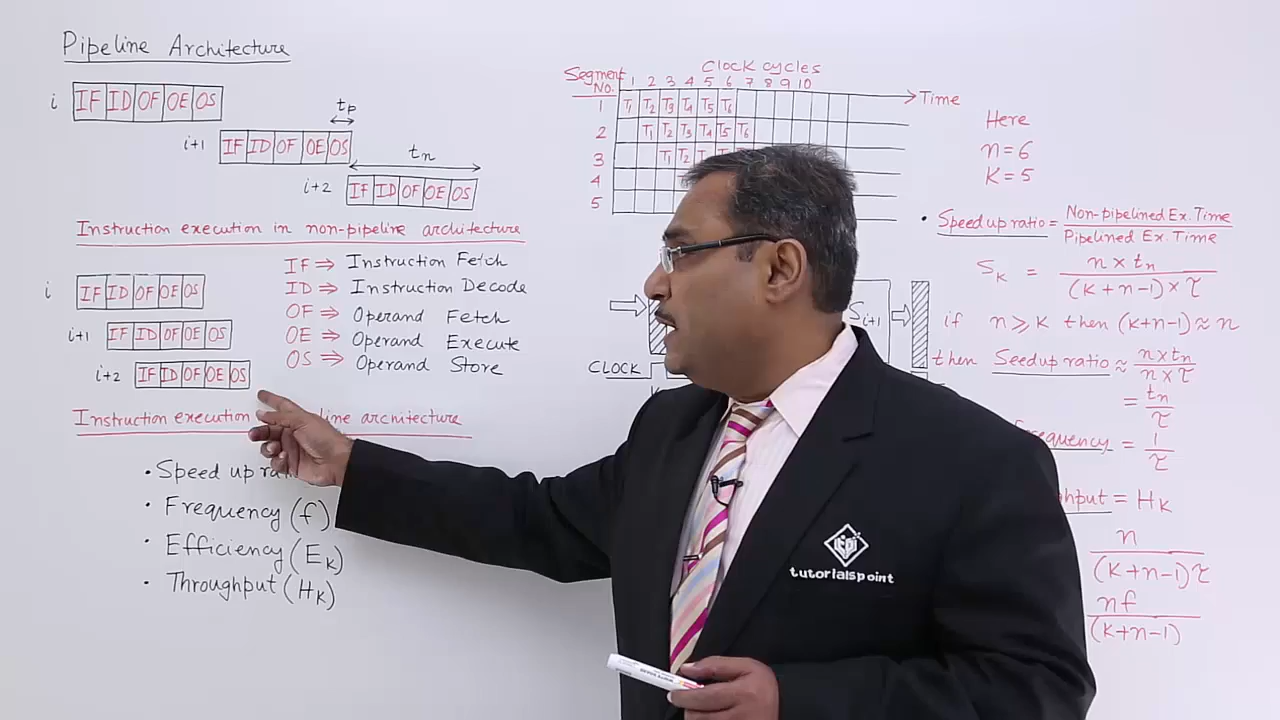 Pipeline Architecture
i IF ID OF OE OS
tp
i+1 IF ID OF OE OS
tn
i+2 IF ID OF OE OS
Instruction execution in non-pipeline architecture
i IF ID OF OE OS
i+1 IF ID OF OE OS
i+2 IF ID OF OE OS
IF ⇒ Instruction Fetch
ID ⇒ Instruction Decode
OF ⇒ Operand Fetch
OE ⇒ Operand Execute
OS ⇒ Operand Store
Instruction execution line architecture
• Speed up
• Frequency (f)
• Efficiency (EK)
• Throughput (HK)
Clock cycles
Segment No. 1 2 3 4 5 6 7 8 9 10
Time
1 T1 T2 T3 T4 T5 T6
2 T1 T2 T3 T4 T5 T6
3 T1 T2 T3
4
5
Here
n=6
K=5
• Speed up ratio = Non-pipelined Ex. Time / Pipelined Ex. Time
SK = n × tn / (K+n-1) × τ
if n ⩾ K then (K+n-1) ≈ n
then Seedup ratio ≈ n × tn / n × τ
= tn / τ
Si+1
CLOCK
requency = 1/τ
hput = HK
n / (K+n-1)τ
nf / (K+n-1)
tutorialspoint